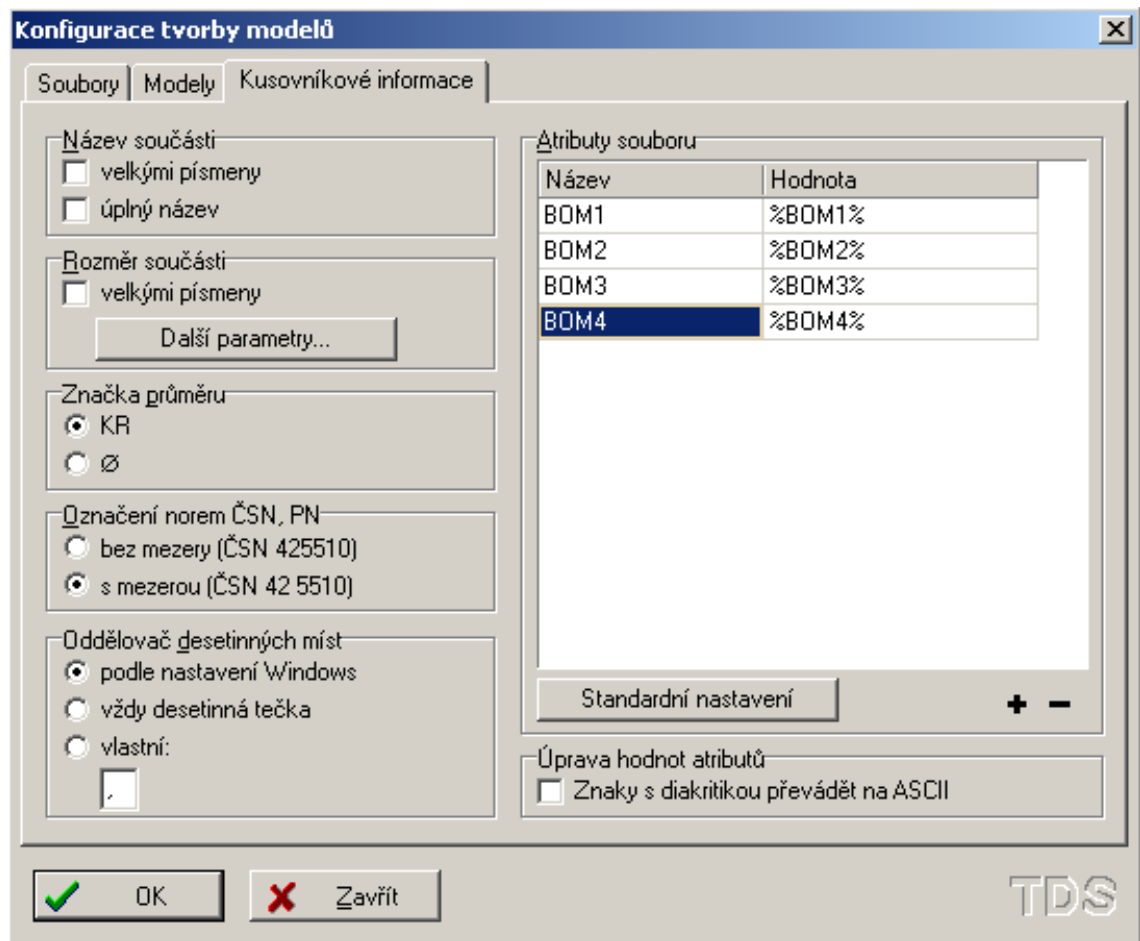 Konfigurace tvorby modelů
Soubory Modely Kusovníkové informace
Název součásti
velkými písmeny
úplný název
Rozměr součásti
velkými písmeny
Další parametry...
Značka průměru
KR
Ø
Označení norem ČSN, PN
bez mezery (ČSN 425510)
s mezerou (ČSN 42 5510)
Oddělovač desetinných míst
podle nastavení Windows
vždy desetinná tečka
vlastní:
,
Atributy souboru
Název Hodnota
BOM1 %BOM1%
BOM2 %BOM2%
BOM3 %BOM3%
BOM4 %BOM4%
Standardní nastavení
Úprava hodnot atributů
Znaky s diakritikou převádět na ASCII
OK Zavřít
TDS